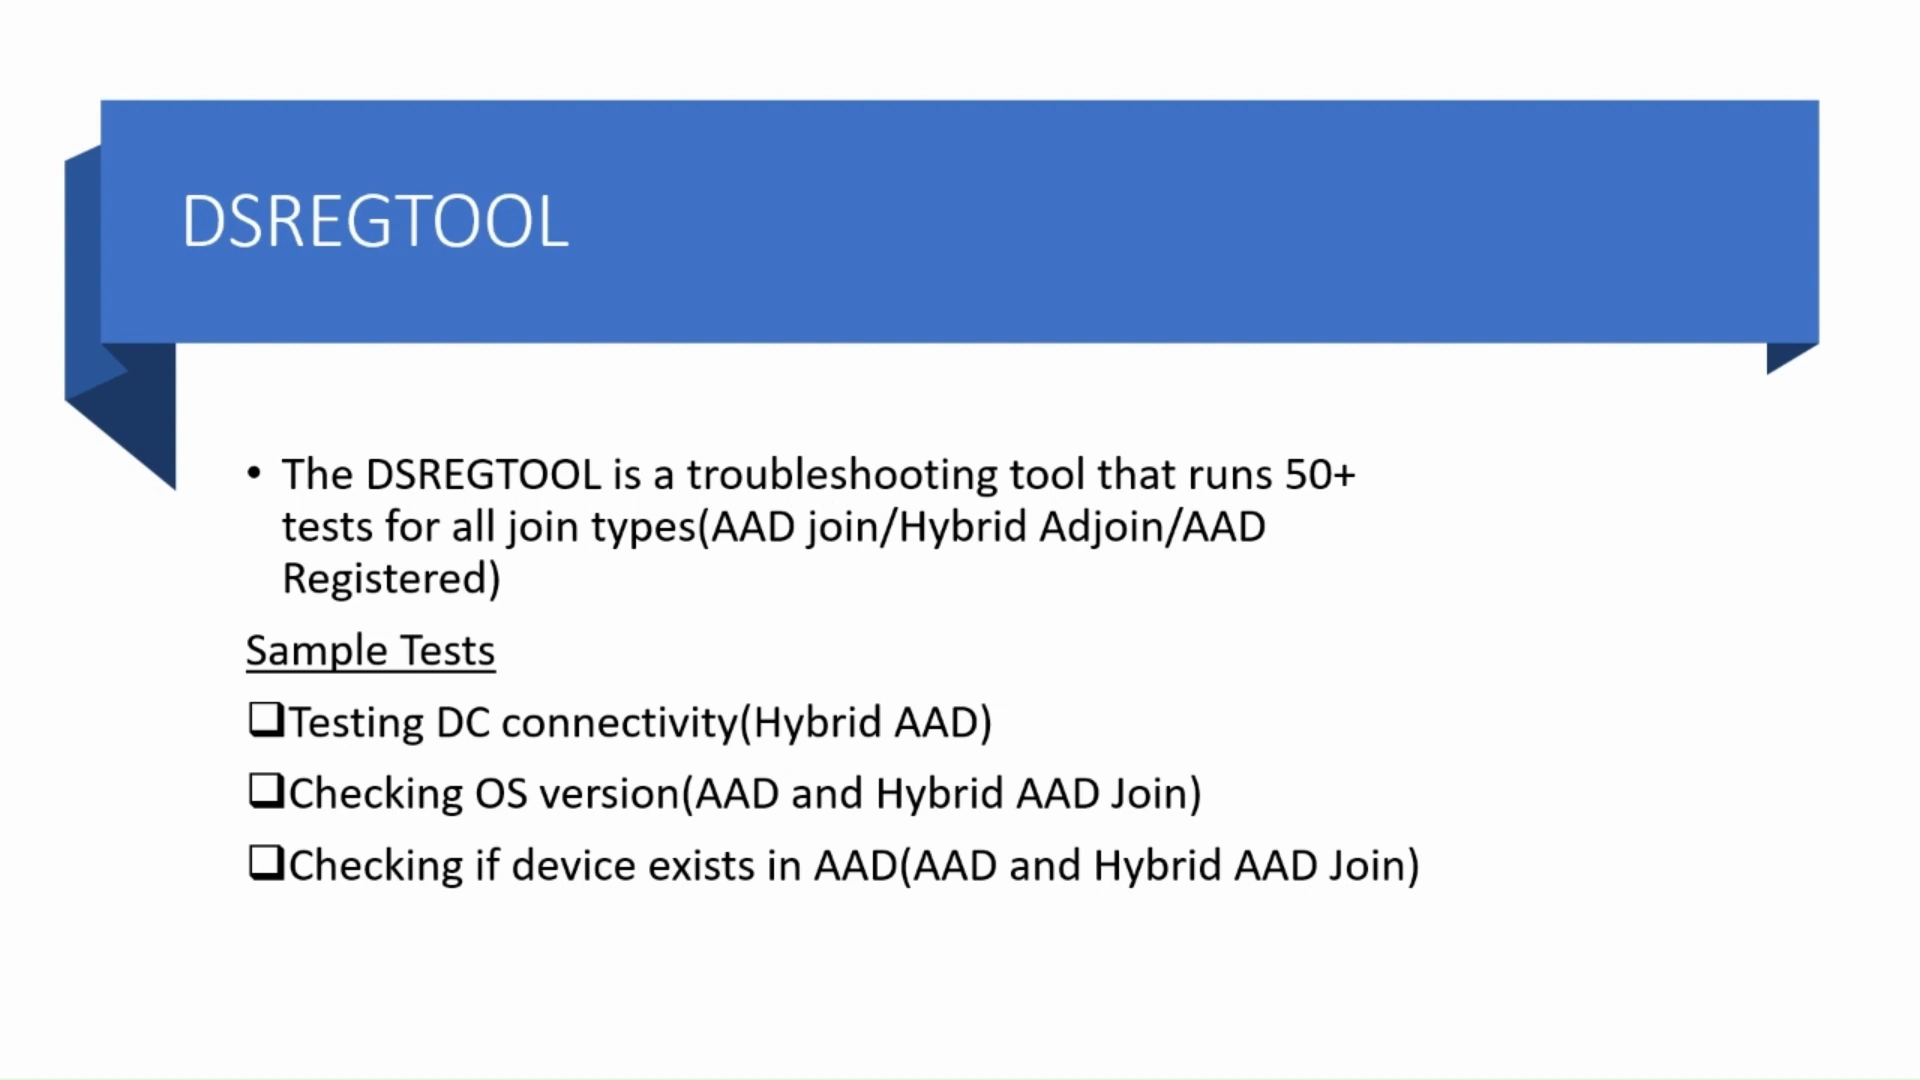 DSREGTOOL
• The DSREGTOOL is a troubleshooting tool that runs 50+
tests for all join types(AAD join/Hybrid Adjoin/AAD
Registered)
Sample Tests
❑Testing DC connectivity(Hybrid AAD)
❑Checking OS version(AAD and Hybrid AAD Join)
❑Checking if device exists in AAD(AAD and Hybrid AAD Join)